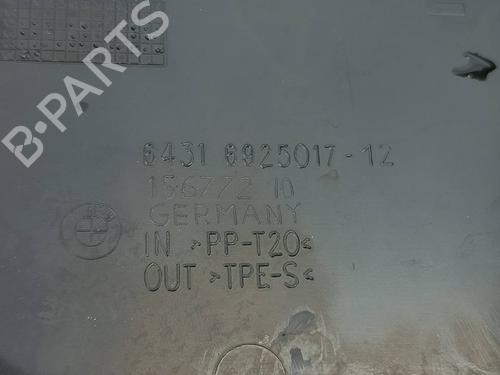 B-PARTS
6431 6925017-12
156772 10
GERMANY
IN >PP-T20<
OUT >TPE-S<